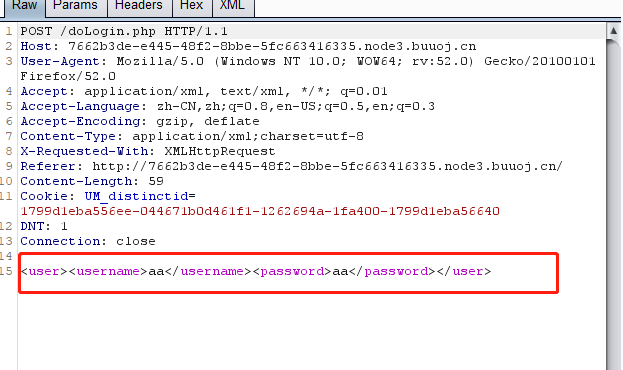 Raw Params Headers Hex XML
1 POST /doLogin.php HTTP/1.1
2 Host: 7662b3de-e445-48f2-8bbe-5fc663416335.node3.buuoj.cn
3 User-Agent: Mozilla/5.0 (Windows NT 10.0; WOW64; rv:52.0) Gecko/20100101
Firefox/52.0
4 Accept: application/xml, text/xml, */*; q=0.01
5 Accept-Language: zh-CN,zh;q=0.8,en-US;q=0.5,en;q=0.3
6 Accept-Encoding: gzip, deflate
7 Content-Type: application/xml;charset=utf-8
8 X-Requested-With: XMLHttpRequest
9 Referer: http://7662b3de-e445-48f2-8bbe-5fc663416335.node3.buuoj.cn/
10 Content-Length: 59
11 Cookie: UM_distinctid=
1799d1eba556ee-044671b0d461f1-1262694a-1fa400-1799d1eba56640
12 DNT: 1
13 Connection: close
14
15 <user><username>aa</username><password>aa</password></user>